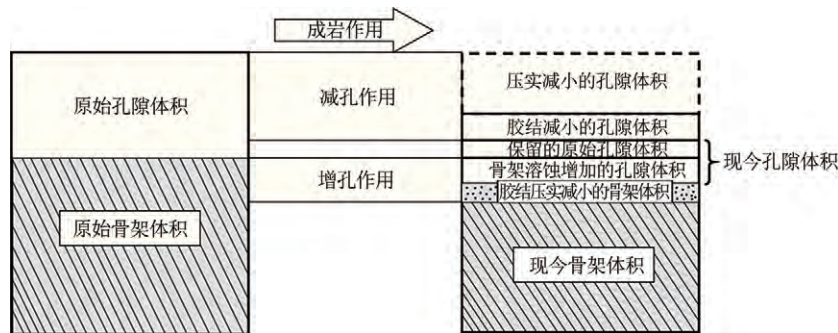 成岩作用
原始孔隙体积
减孔作用
压实减小的孔隙体积
胶结减小的孔隙体积
保留的原始孔隙体积
现今孔隙体积
增孔作用
骨架溶蚀增加的孔隙体积
胶结压实减小的骨架体积
原始骨架体积
现今骨架体积